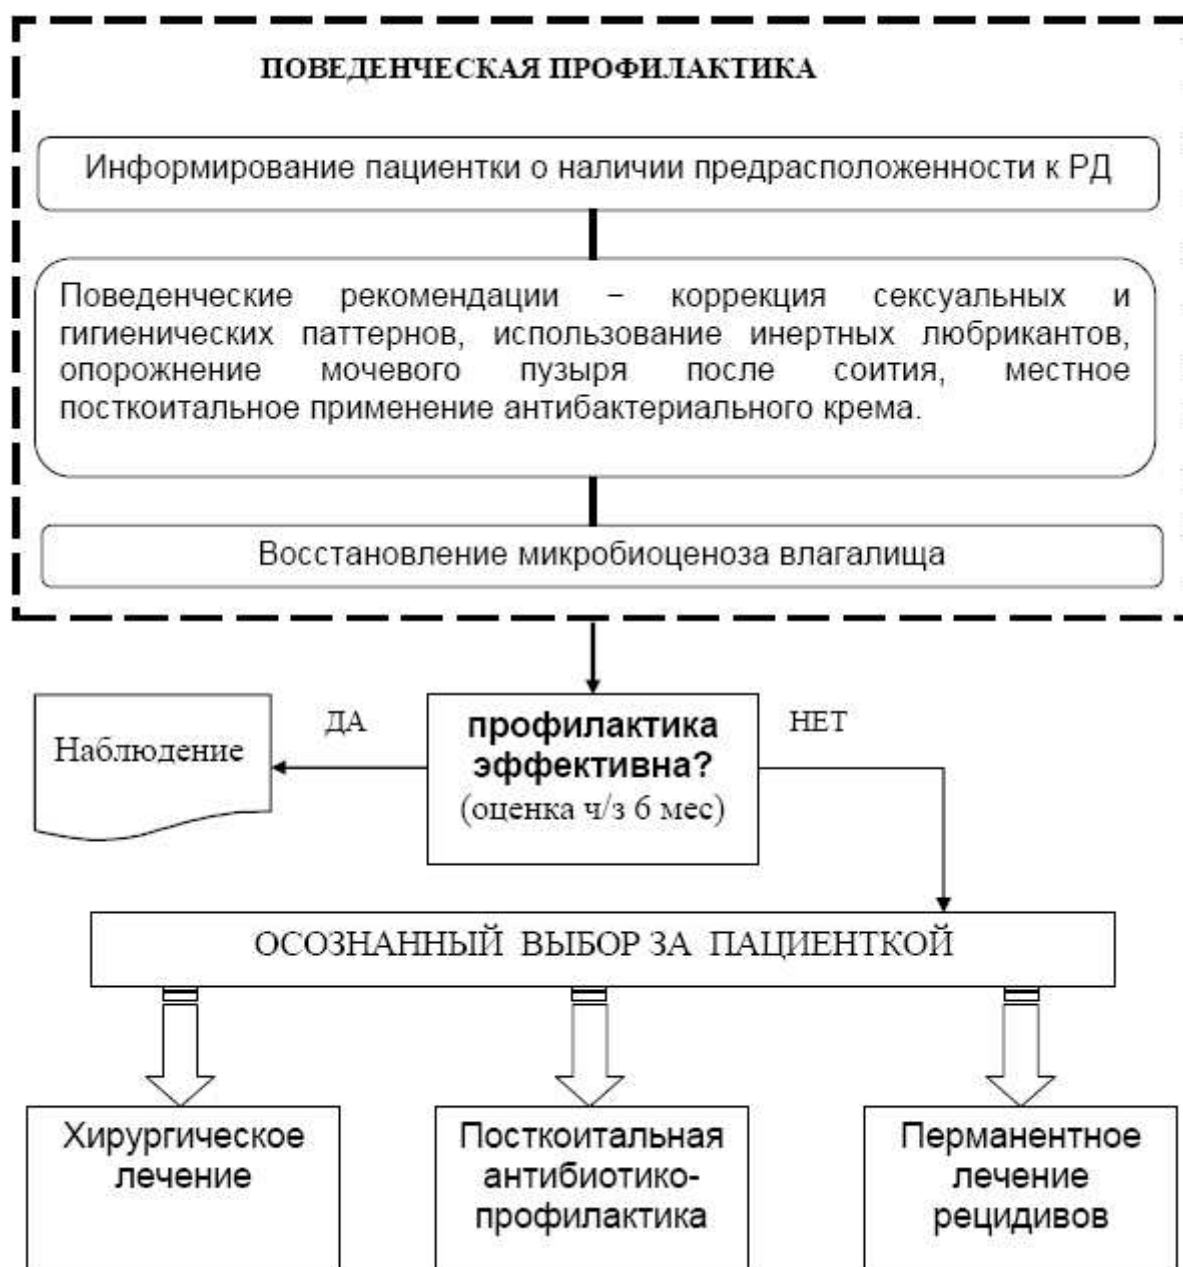 ПОВЕДЕНЧЕСКАЯ ПРОФИЛАКТИКА
Информирование пациентки о наличии предрасположенности к РД
Поведенческие рекомендации – коррекция сексуальных и
гигиенических паттернов, использование инертных любрикантов,
опорожнение мочевого пузыря после соития, местное
посткоитальное применение антибактериального крема.
Восстановление микробиоценоза влагалища
Наблюдение
ДА
профилактика
эффективна?
(оценка ч/з 6 мес)
НЕТ
ОСОЗНАННЫЙ ВЫБОР ЗА ПАЦИЕНТКОЙ
Хирургическое
лечение
Посткоитальная
антибиотико-
профилактика
Перманентное
лечение
рецидивов